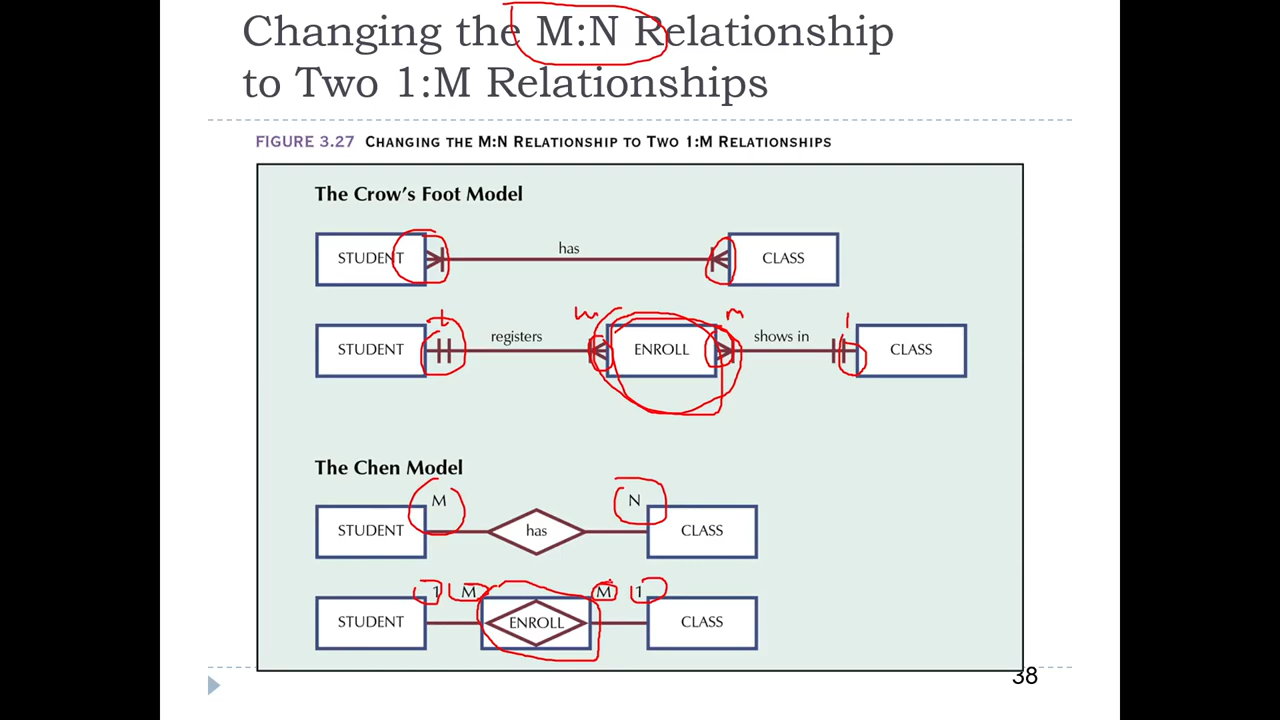 Changing the M:N Relationship
to Two 1:M Relationships
FIGURE 3.27 CHANGING THE M:N RELATIONSHIP TO TWO 1:M RELATIONSHIPS
The Crow's Foot Model
STUDENT has CLASS
1 M M 1
STUDENT registers ENROLL shows in CLASS
The Chen Model
M N
STUDENT has CLASS
1 M M 1
STUDENT ENROLL CLASS
38